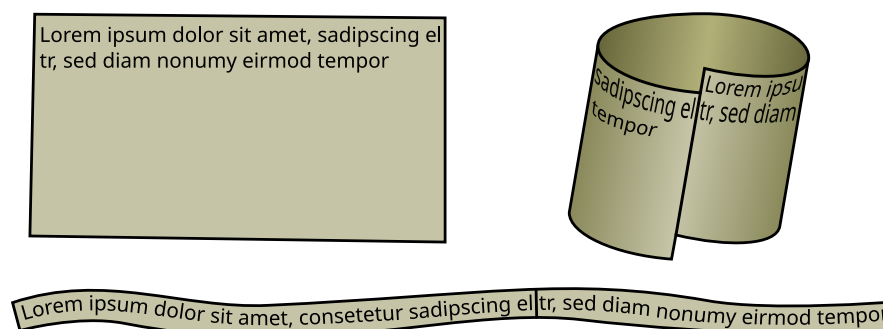 Lorem ipsum dolor sit amet, sadipscing el
tr, sed diam nonumy eirmod tempor
sadipscing el
tempor
Lorem ipsu
tr, sed diam
Lorem ipsum dolor sit amet, consetetur sadipscing el
tr, sed diam nonumy eirmod tempor